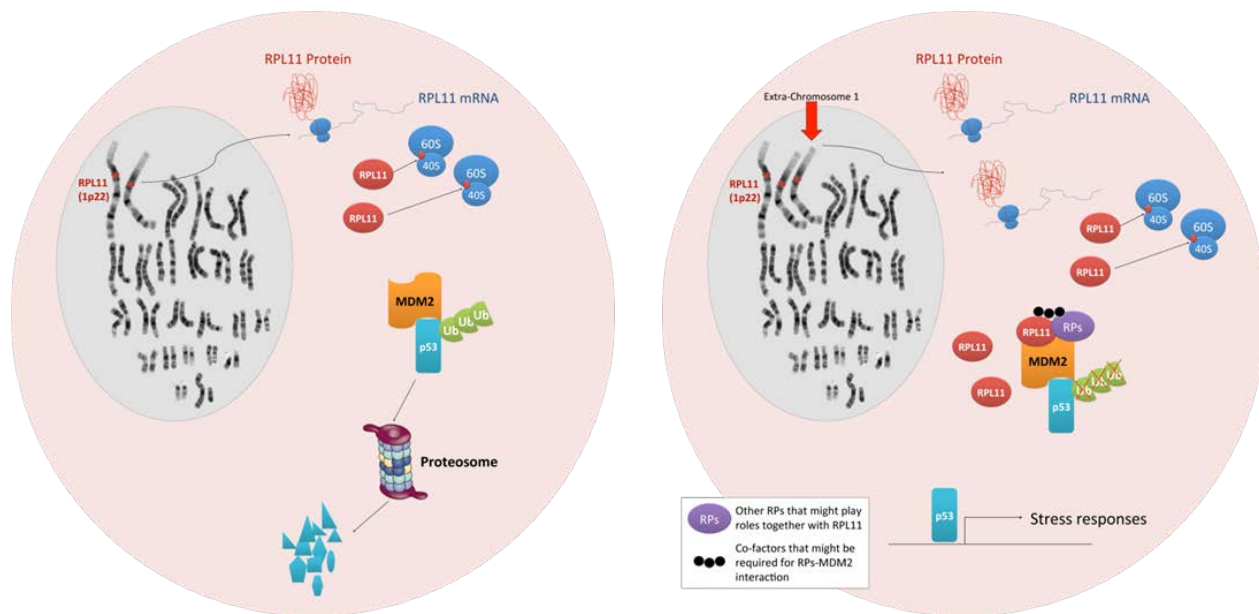 RPL11 Protein
RPL11 mRNA
RPL11
(1p22)
60S
40S
60S
40S
RPL11
RPL11
MDM2
Ub
Ub
Ub
p53
Proteosome
RPL11 Protein
Extra-Chromosome 1
RPL11 mRNA
RPL11
(1p22)
60S
40S
60S
40S
RPL11
RPL11
RPL11
RPs
RPL11
MDM2
RPL11
Ub
Ub
Ub
p53
RPs
Other RPs that might play
roles together with RPL11
Co-factors that might be
required for RPs-MDM2
interaction
p53
Stress responses